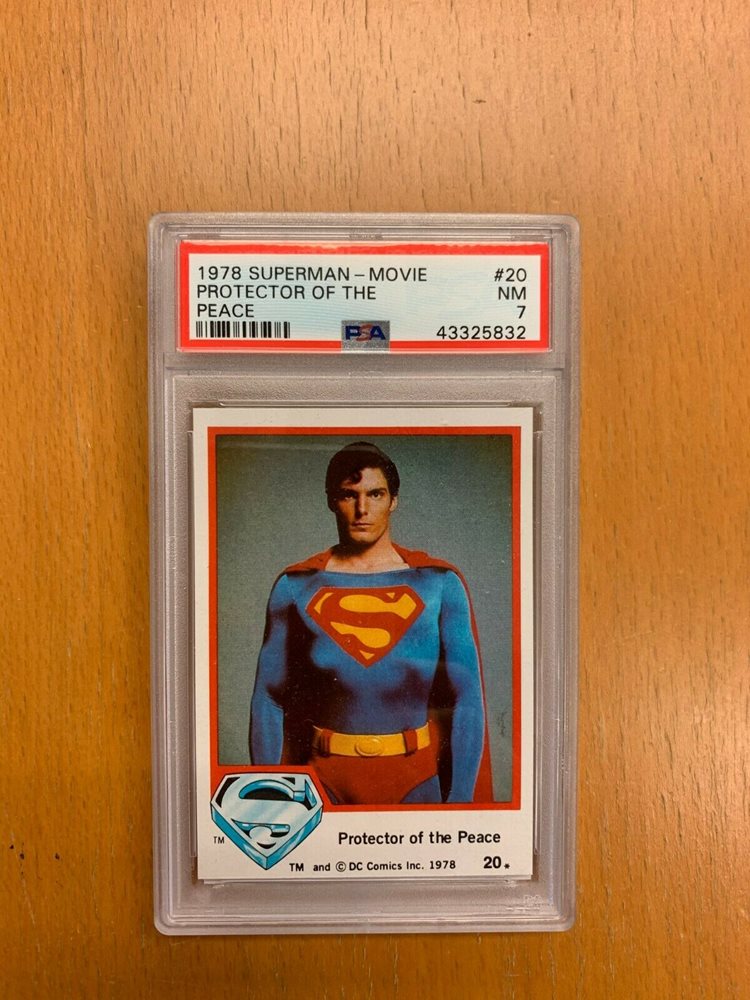 1978 SUPERMAN – MOVIE #20
PROTECTOR OF THE NM
PEACE 7
PSA 43325832
S
S
TM
Protector of the Peace
TM and © DC Comics Inc. 1978 20*